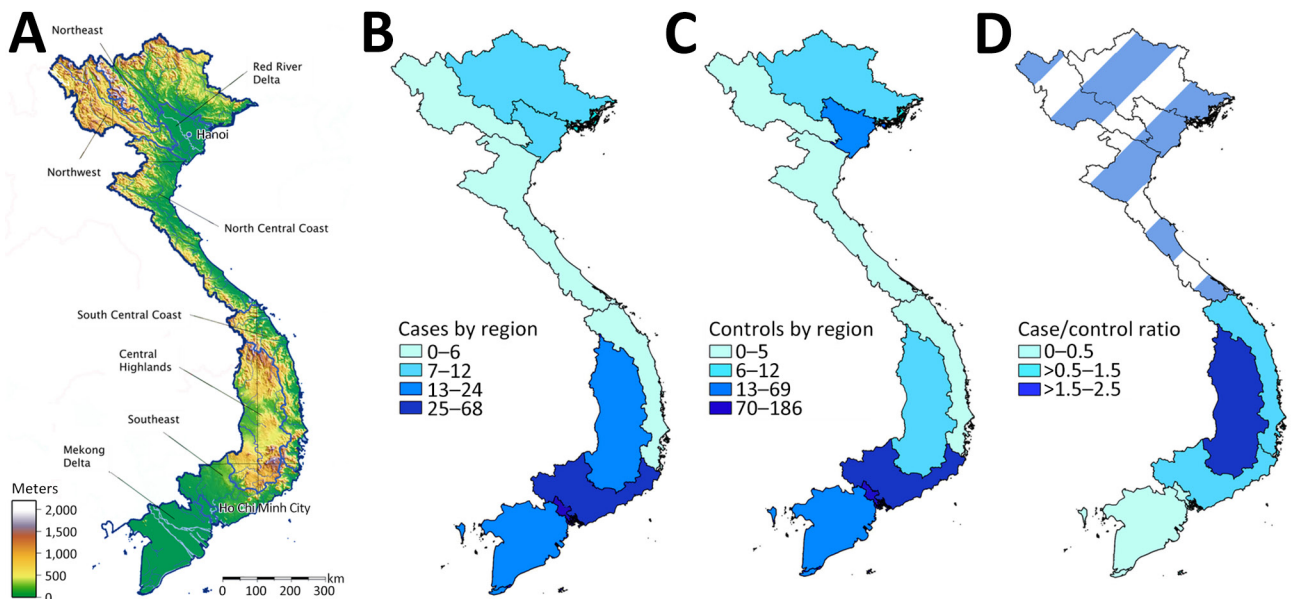 A
Northeast
Red River
Delta
Hanoi
Northwest
North Central Coast
South Central Coast
Central
Highlands
Southeast
Mekong
Delta
Ho Chi Minh City
Meters
2,000
1,500
1,000
500
0
0 100 200 300 km
B
Cases by region
0–6
7–12
13–24
25–68
C
Controls by region
0–5
6–12
13–69
70–186
D
Case/control ratio
0–0.5
>0.5–1.5
>1.5–2.5